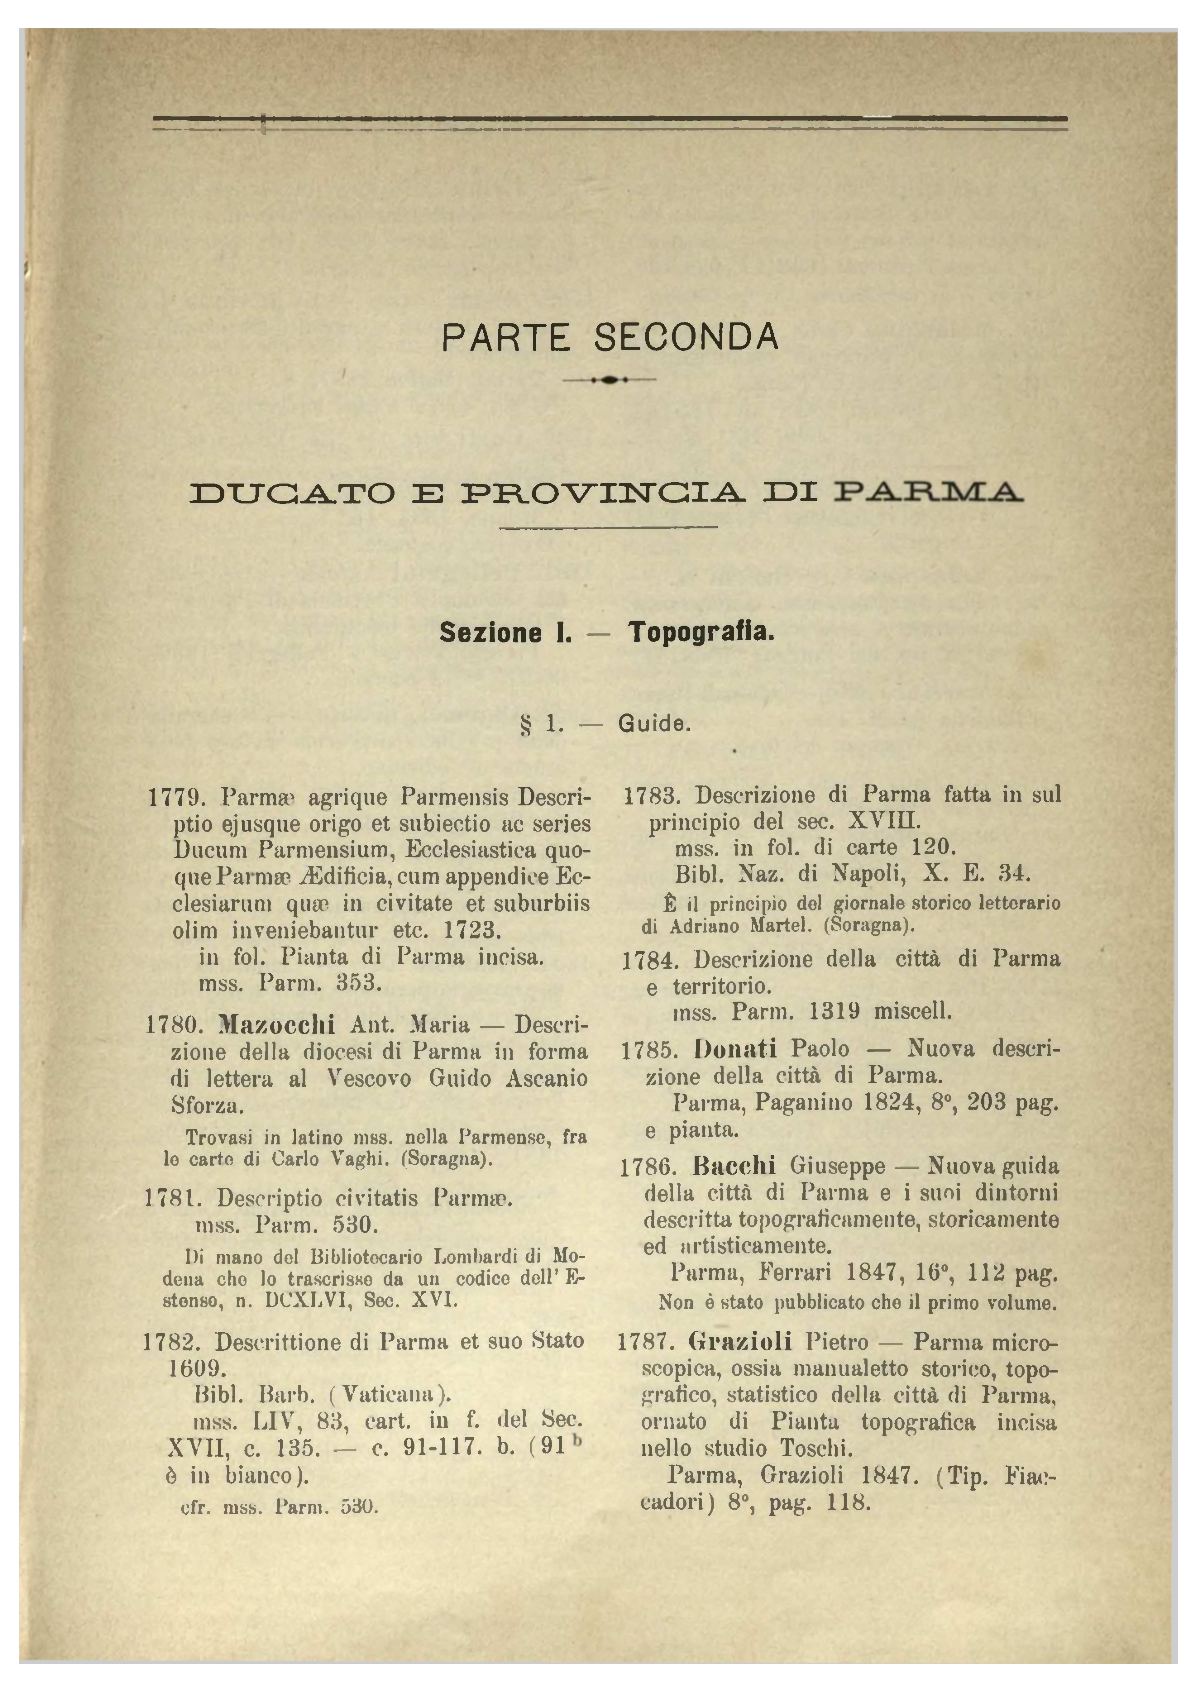 PARTE SECONDA
DUCATO E PROVINCIA DI PARMA
Sezione I. — Topografia.
§ 1. — Guide.
1779. Parmæ agrique Parmensis Descri-
ptio ejusque origo et subiectio ac series
Ducum Parmensium, Ecclesiastica quo-
que Parmæ Ædificia, cum appendice Ec-
clesiarum quæ in civitate et suburbiis
olim inveniebantur etc. 1723.
in fol. Pianta di Parma incisa.
mss. Parm. 353.
1780. Mazocchi Ant. Maria — Descri-
zione della diocesi di Parma in forma
di lettera al Vescovo Guido Ascanio
Sforza.
Trovasi in latino mss. nella Parmense, fra
le carte di Carlo Vaghi. (Soragna).
1781. Descriptio civitatis Parmæ.
mss. Parm. 530.
Di mano del Bibliotecario Lombardi di Mo-
dena che lo trascrisse da un codice dell' E-
stense, n. DCXLVI, Sec. XVI.
1782. Descrittione di Parma et suo Stato
1609.
Bibl. Barb. (Vaticana).
mss. LIV, 83, cart. in f. del Sec.
XVII, c. 135. — c. 91-117. b. (91 b
è in bianco).
cfr. mss. Parm. 530.
1783. Descrizione di Parma fatta in sul
principio del sec. XVIII.
mss. in fol. di carte 120.
Bibl. Naz. di Napoli, X. E. 34.
È il principio del giornale storico letterario
di Adriano Martel. (Soragna).
1784. Descrizione della città di Parma
e territorio.
mss. Parm. 1319 miscell.
1785. Donati Paolo — Nuova descri-
zione della città di Parma.
Parma, Paganino 1824, 8º, 203 pag.
e pianta.
1786. Bacchi Giuseppe — Nuova guida
della città di Parma e i suoi dintorni
descritta topograficamente, storicamente
ed artisticamente.
Parma, Ferrari 1847, 16º, 112 pag.
Non è stato pubblicato che il primo volume.
1787. Grazioli Pietro — Parma micro-
scopica, ossia manualetto storico, topo-
grafico, statistico della città di Parma,
ornato di Pianta topografica incisa
nello studio Toschi.
Parma, Grazioli 1847. (Tip. Fiac-
cadori) 8º, pag. 118.